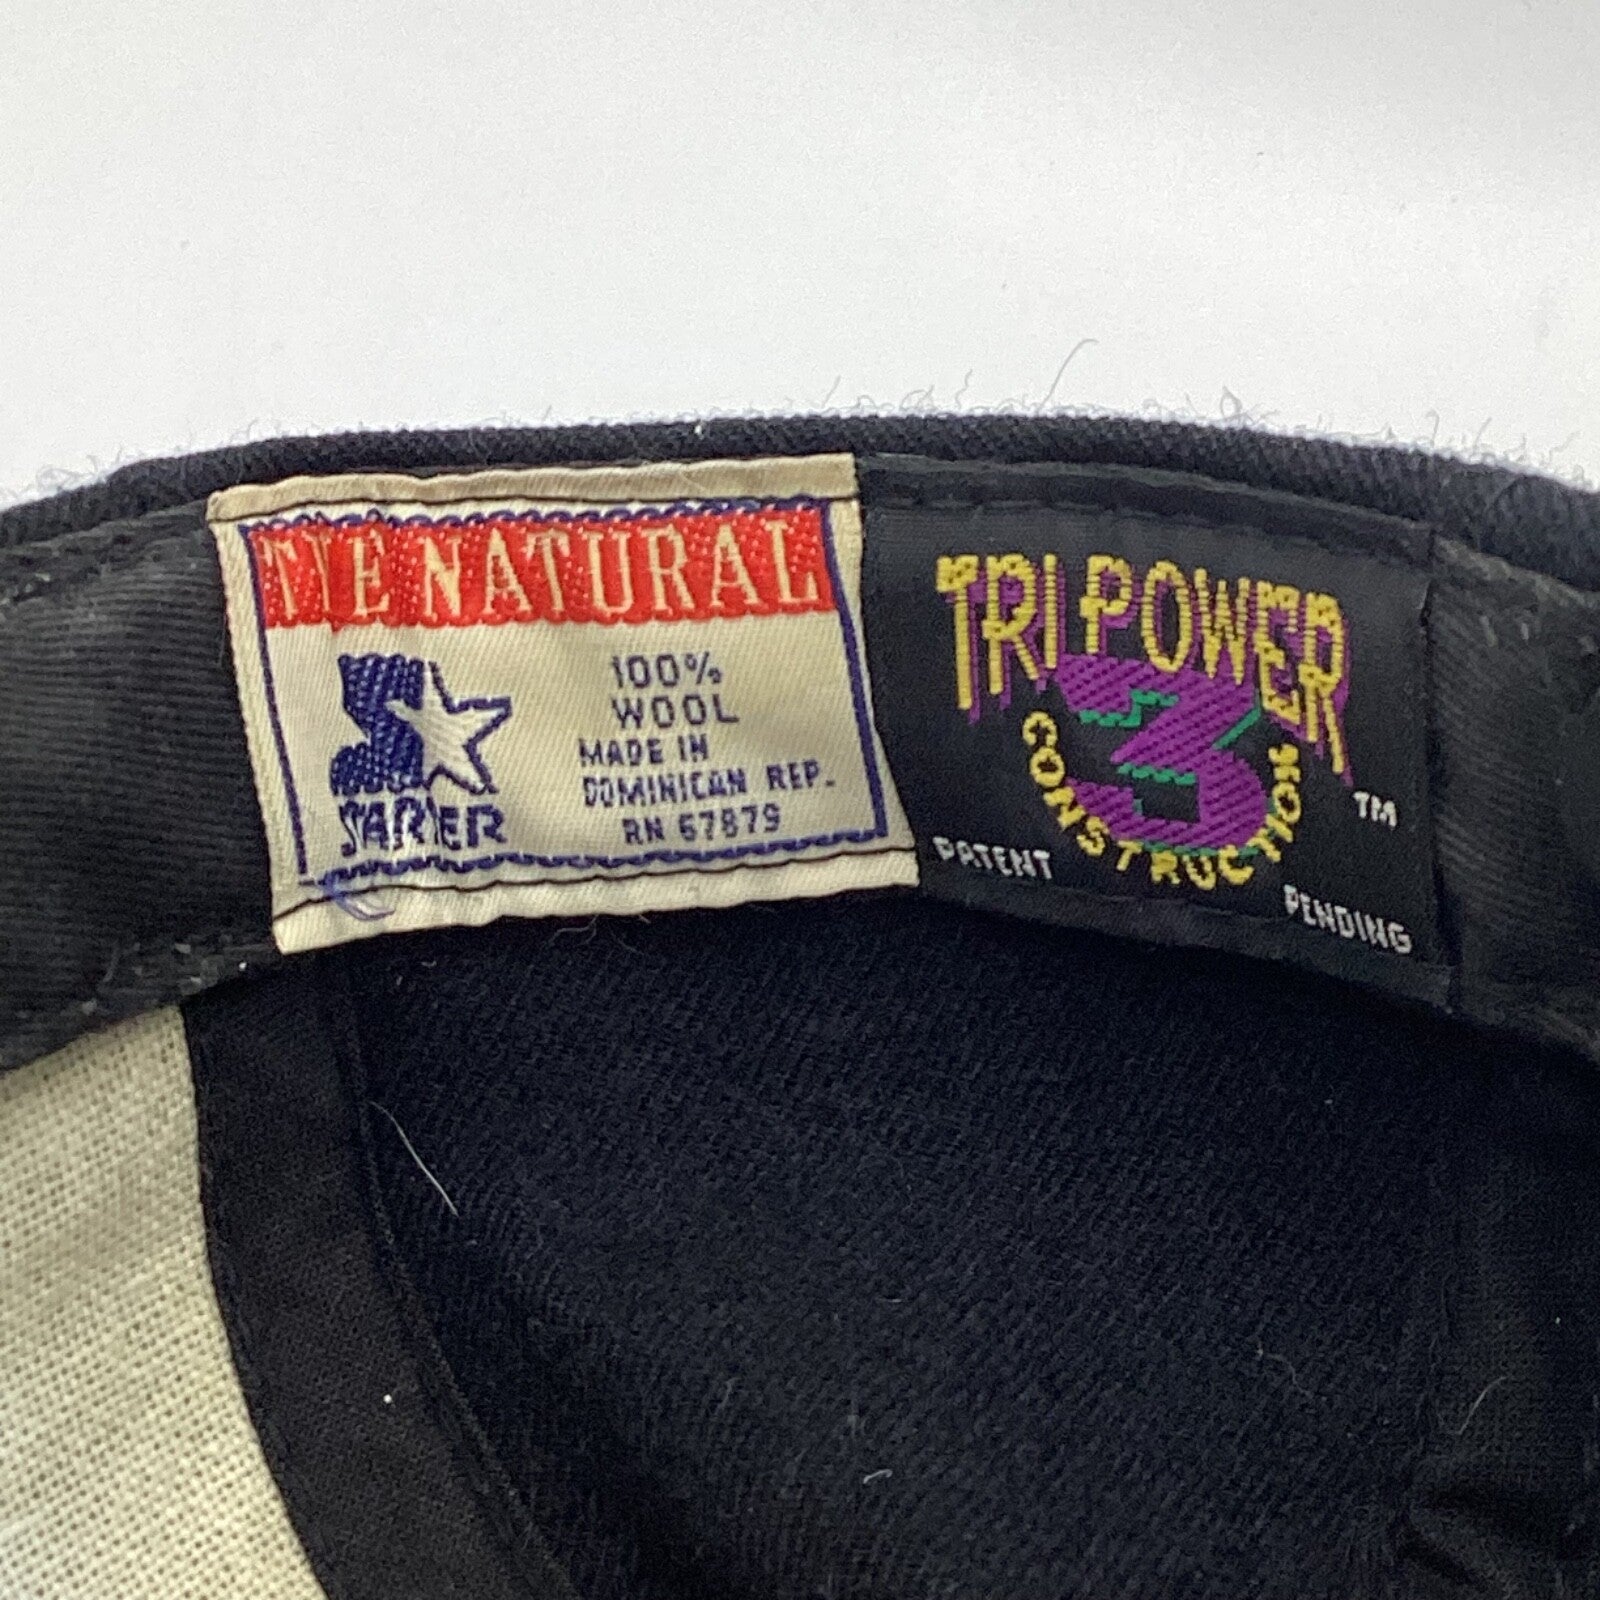 THE NATURAL
STARTER
100%
WOOL
MADE IN
DOMINICAN REP.
RN 67879
TRI POWER
3
CONSTRUCTION
TM
PATENT
PENDING